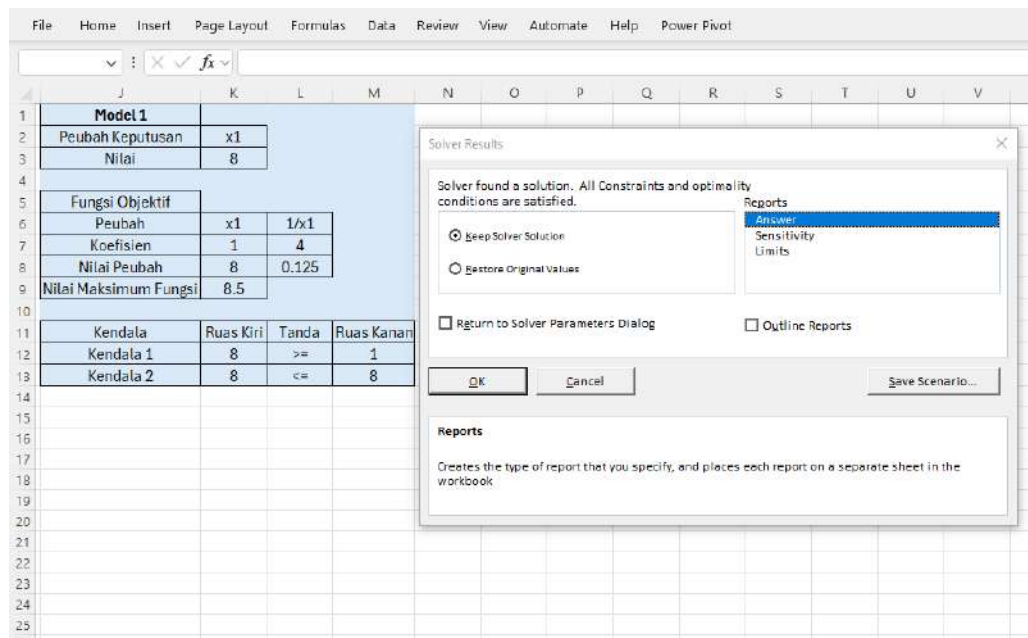 File Home Insert Page Layout Formulas Data Review View Automate Help Power Pivot
fx
J K L M N O P Q R S T U V
1 Model 1
2 Peubah Keputusan x1
3 Nilai 8
4
5 Fungsi Objektif
6 Peubah x1 1/x1
7 Koefisien 1 4
8 Nilai Peubah 8 0.125
9 Nilai Maksimum Fungsi 8.5
10
11 Kendala Ruas Kiri Tanda Ruas Kanan
12 Kendala 1 8 >= 1
13 Kendala 2 8 <= 8
14
15
16
17
18
19
20
21
22
23
24
25
Solver Results
Solver found a solution. All Constraints and optimality
conditions are satisfied.
Keep Solver Solution
Restore Original Values
Reports
Answer
Sensitivity
Limits
Return to Solver Parameters Dialog
Outline Reports
OK Cancel Save Scenario...
Reports
Creates the type of report that you specify, and places each report on a separate sheet in the
workbook